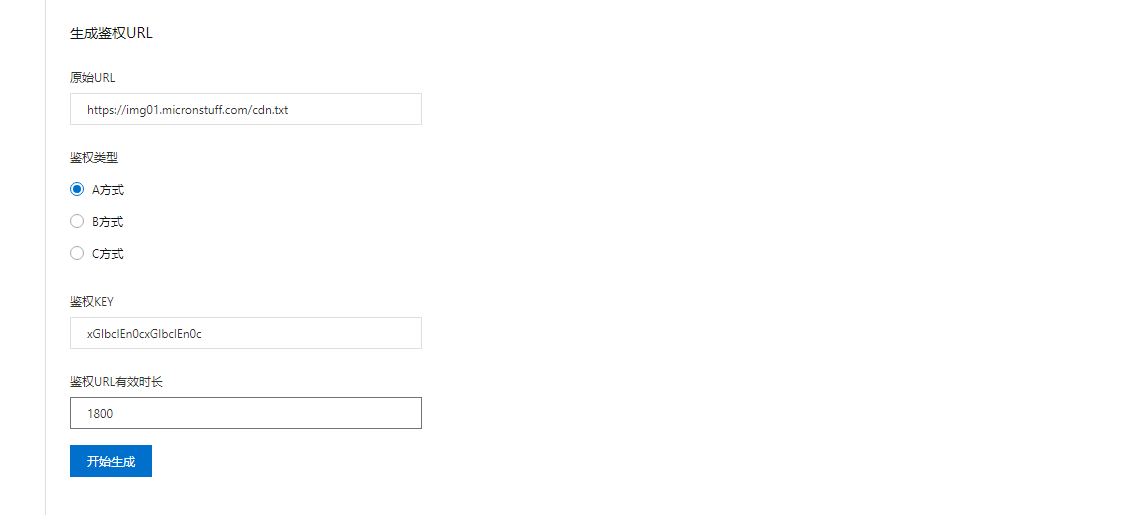 生成鉴权URL
原始URL
https://img01.micronstuff.com/cdn.txt
鉴权类型
A方式
B方式
C方式
鉴权KEY
xGlbclEn0cxGlbclEn0c
鉴权URL有效时长
1800
开始生成